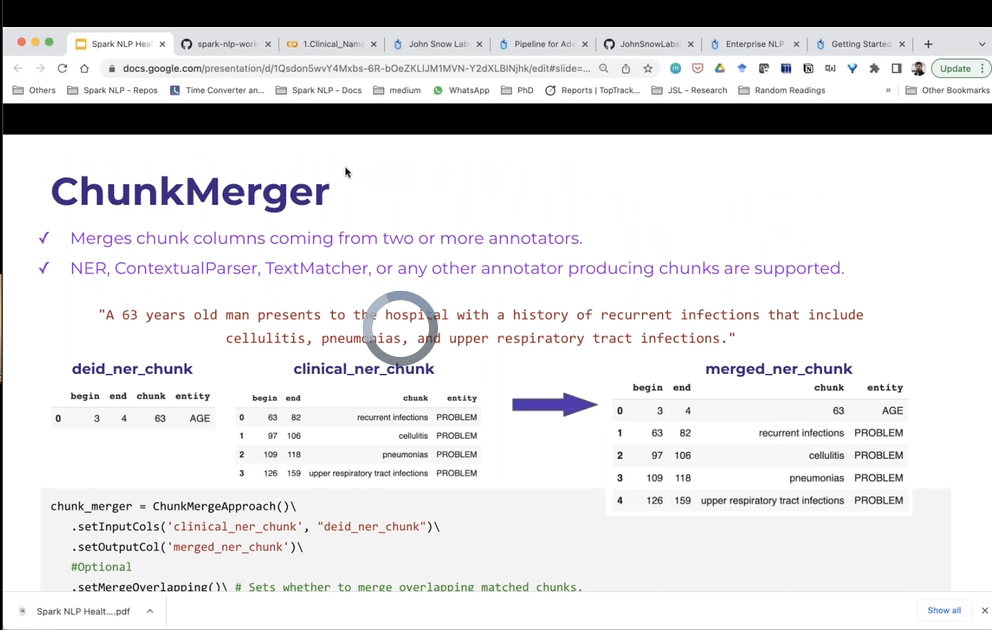 Spark NLP Hea
spark-nlp-work
1.Clinical_Name
John Snow Lab
Pipeline for Adv
JohnSnowLabs
Enterprise NLP
Getting Started
docs.google.com/presentation/d/1Qsdon5wvY4Mxbs-6R-bOeZKLIJM1MVN-Y2dXLBINjhk/edit#slide=...
Update
Others Spark NLP - Repos Time Converter an... Spark NLP - Docs medium WhatsApp PhD Reports | TopTrack... JSL - Research Random Readings » Other Bookmarks
ChunkMerger
✓ Merges chunk columns coming from two or more annotators.
✓ NER, ContextualParser, TextMatcher, or any other annotator producing chunks are supported.
"A 63 years old man presents to the hospital with a history of recurrent infections that include
cellulitis, pneumonias, and upper respiratory tract infections."
deid_ner_chunk
begin end chunk entity
0 3 4 63 AGE
clinical_ner_chunk
begin end chunk entity
0 63 82 recurrent infections PROBLEM
1 97 106 cellulitis PROBLEM
2 109 118 pneumonias PROBLEM
3 126 159 upper respiratory tract infections PROBLEM
merged_ner_chunk
begin end chunk entity
0 3 4 63 AGE
1 63 82 recurrent infections PROBLEM
2 97 106 cellulitis PROBLEM
3 109 118 pneumonias PROBLEM
4 126 159 upper respiratory tract infections PROBLEM
chunk_merger = ChunkMergeApproach()\
.setInputCols('clinical_ner_chunk', "deid_ner_chunk")\
.setOutputCol('merged_ner_chunk')\
#Optional
.setMergeOverlapping()\ # Sets whether to merge overlapping matched chunks.
Spark NLP Healt....pdf
Show all